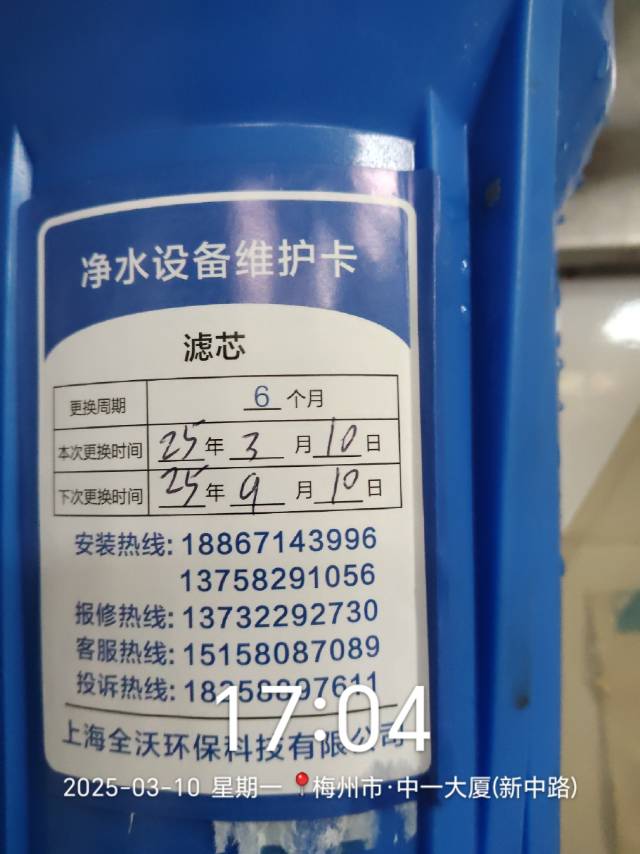 净水设备维护卡
滤芯
更换周期 6 个月
本次更换时间 25年 3 月 10 日
下次更换时间 25年 9 月 10 日
安装热线: 18867143996
13758291056
报修热线: 13732292730
客服热线: 15158087089
投诉热线:
17:04
上海全沃环保科技有限公司
2025-03-10 星期一 梅州市·中一大厦(新中路)